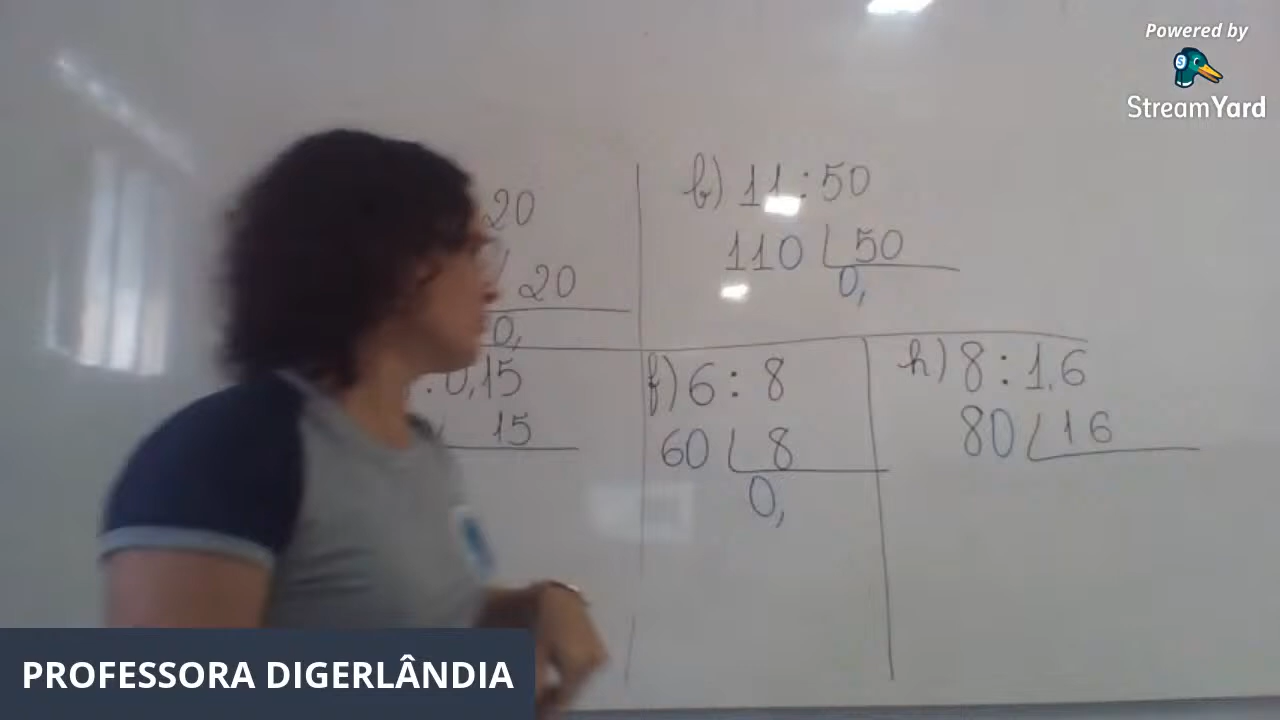 Powered by
StreamYard
20
20
0,
b) 11 : 50
110 50
0,
: 0,15
15
f) 6 : 8
60 8
0,
h) 8 : 1,6
80 16
PROFESSORA DIGERLÂNDIA